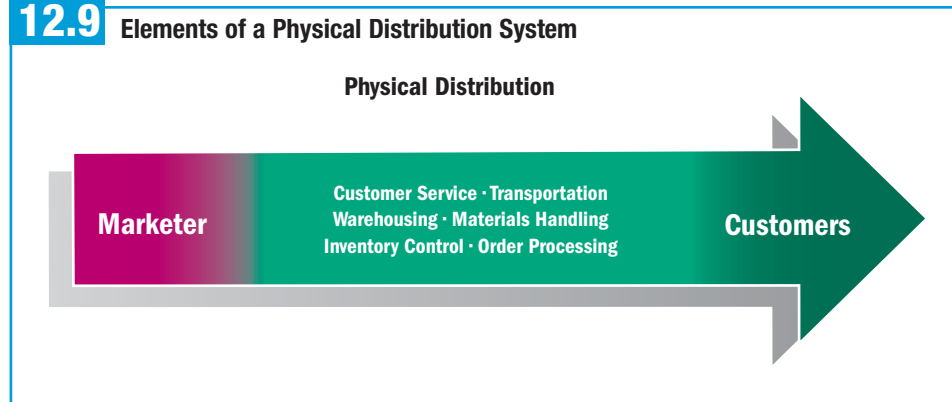 12.9 Elements of a Physical Distribution System
Physical Distribution
Marketer
Customer Service · Transportation
Warehousing · Materials Handling
Inventory Control · Order Processing
Customers